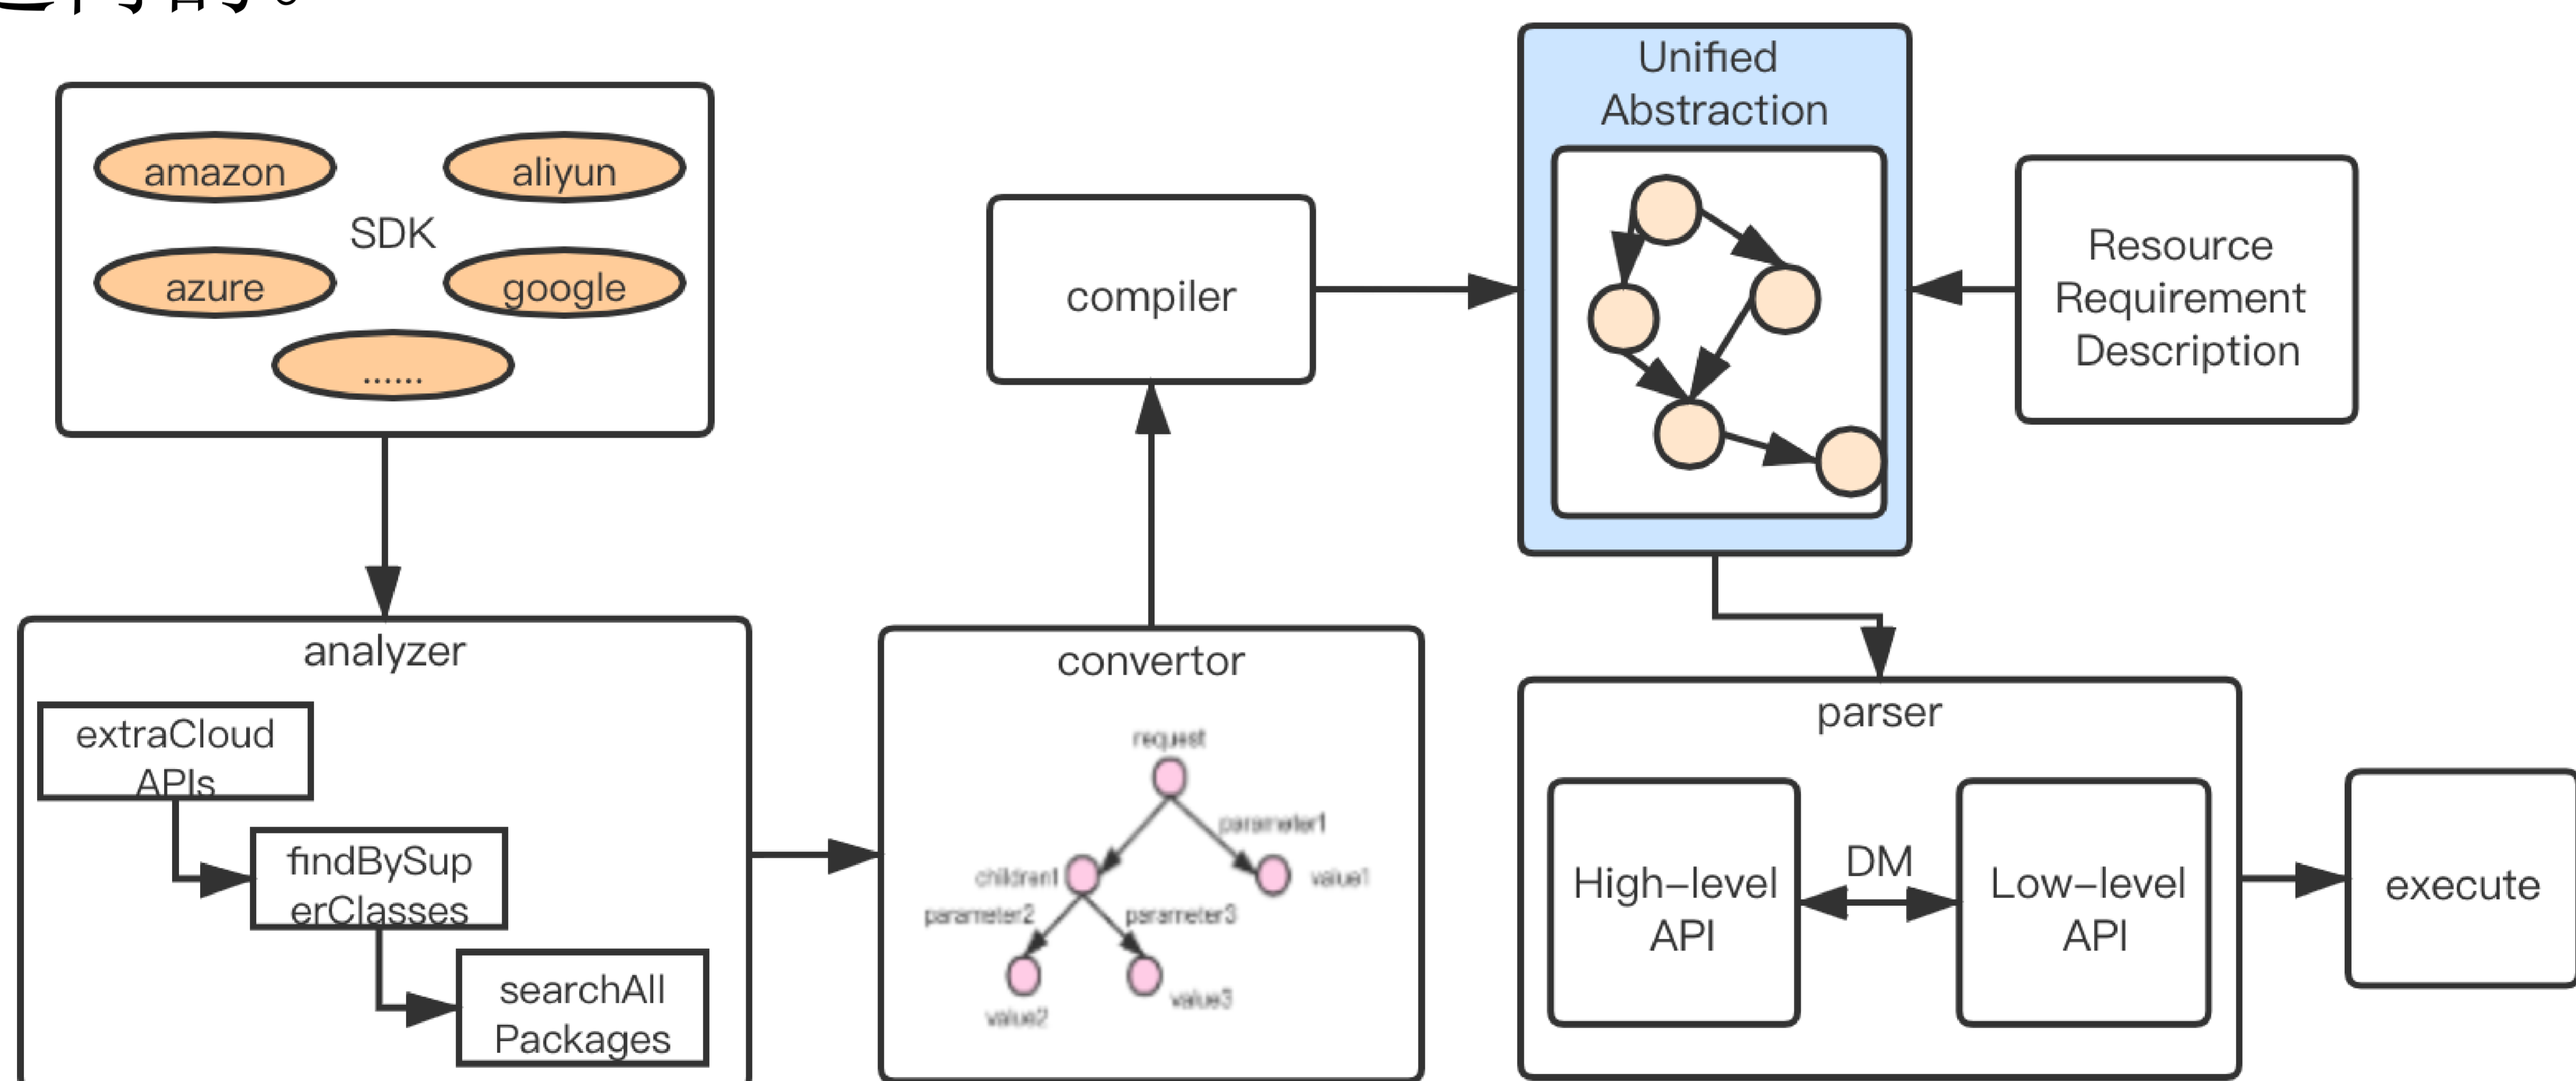 amazon
aliyun
SDK
azure
google
......
analyzer
extraCloud
APIs
findBySup
erClasses
searchAll
Packages
compiler
convertor
request
parameter1
children1
value1
parameter2
parameter3
value2
value3
Unified
Abstraction
Resource
Requirement
Description
parser
High-level
API
DM
Low-level
API
execute